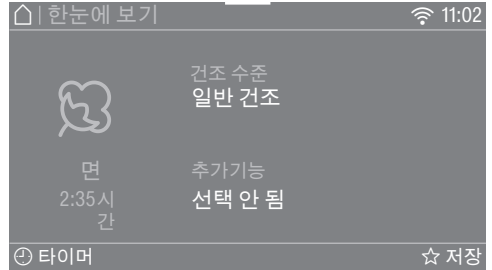 한눈에 보기 11:02
건조 수준
일반 건조
면
2:35시
간
추가기능
선택 안 됨
타이머 저장